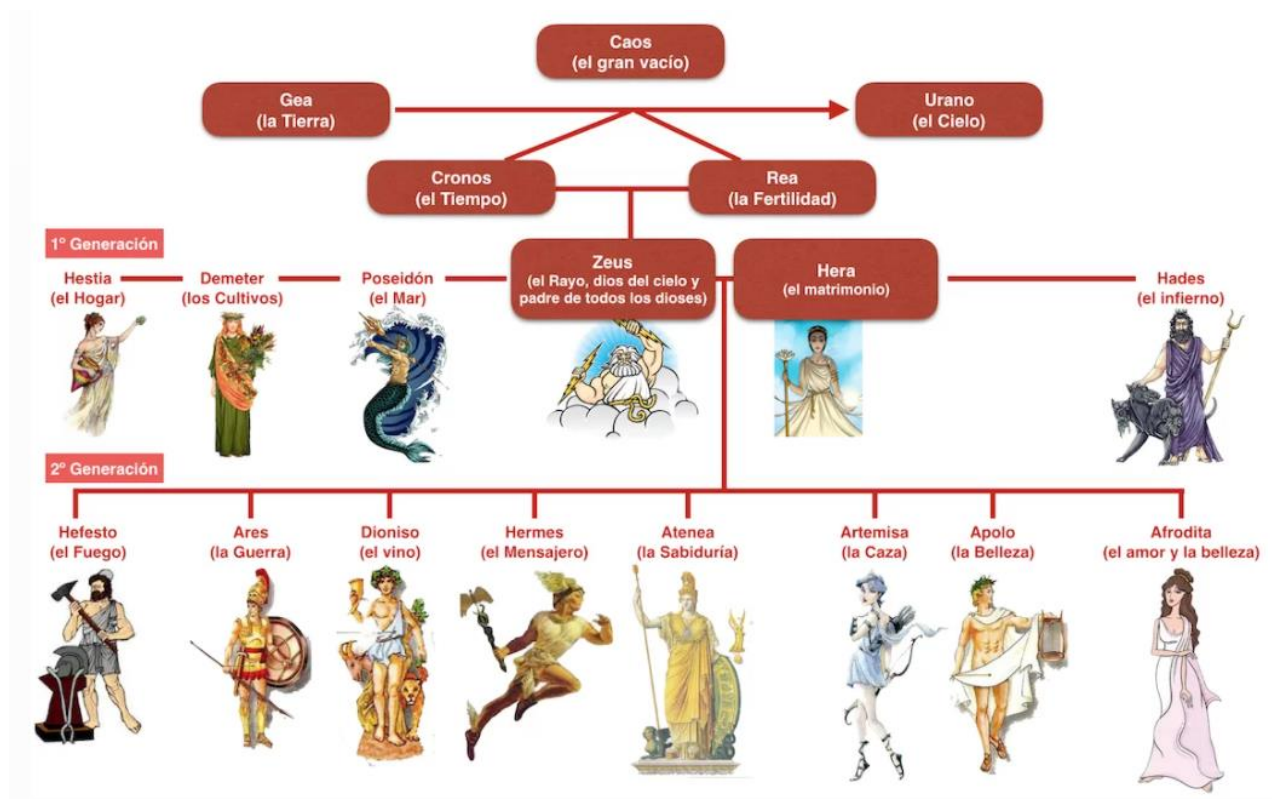 Caos
(el gran vacío)
Gea
(la Tierra)
Urano
(el Cielo)
Cronos
(el Tiempo)
Rea
(la Fertilidad)
1º Generación
Hestia
(el Hogar)
Demeter
(los Cultivos)
Poseidón
(el Mar)
Zeus
(el Rayo, dios del cielo y
padre de todos los dioses)
Hera
(el matrimonio)
Hades
(el infierno)
2º Generación
Hefesto
(el Fuego)
Ares
(la Guerra)
Dioniso
(el vino)
Hermes
(el Mensajero)
Atenea
(la Sabiduría)
Artemisa
(la Caza)
Apolo
(la Belleza)
Afrodita
(el amor y la belleza)